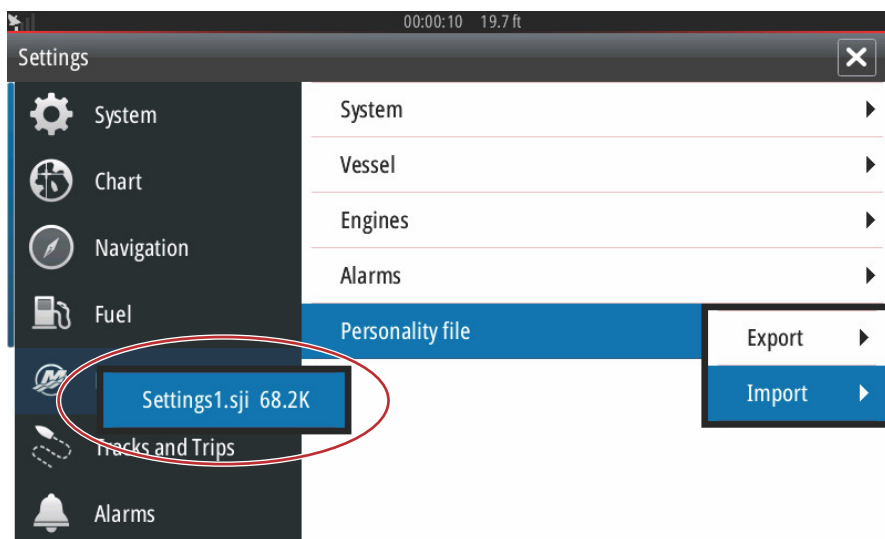 00:00:10 19.7 ft
Settings
System
Chart
Navigation
Fuel
Settings1.sji 68.2K
Tracks and Trips
Alarms
System
Vessel
Engines
Alarms
Personality file
Export
Import